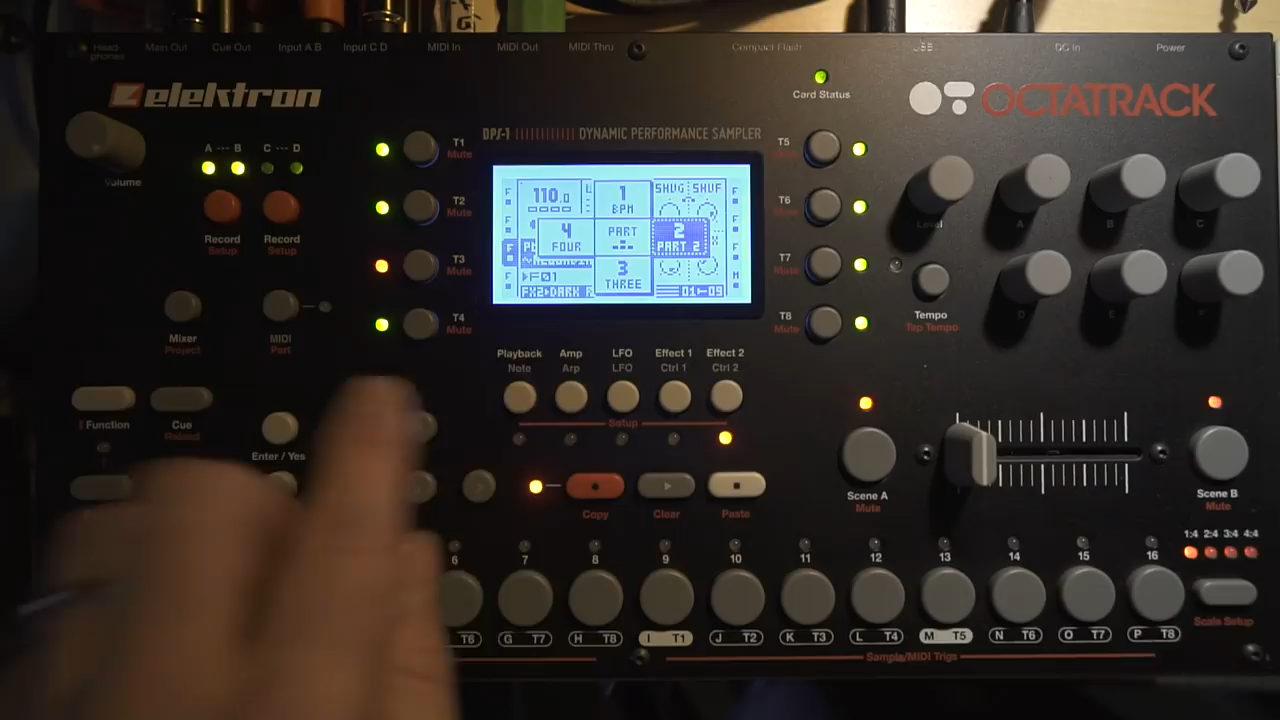 Head phones
Main Out
Cue Out
Input A B
Input C D
MIDI In
MIDI Out
MIDI Thru
Compact Flash
USB
DC In
Power
elektron
Card Status
OCTATRACK
DPS-1 DYNAMIC PERFORMANCE SAMPLER
Volume
A B C D
Record
Setup
Record
Setup
T1
Mute
T2
Mute
T3
Mute
T4
Mute
110.0
1
BPM
SHVG SHUF
4
FOUR
PART
2
PART 2
3
THREE
FX2
01 09
T5
T6
T7
Mute
T8
Mute
Level
A
B
C
D
E
F
Tempo
Tap Tempo
Mixer
Project
MIDI
Part
Playback
Note
Amp
Arp
LFO
LFO
Effect 1
Ctrl 1
Effect 2
Ctrl 2
Setup
Function
Cue
Reload
Enter / Yes
Copy
Clear
Paste
Scene A
Mute
Scene B
Mute
1:4 2:4 3:4 4:4
Scale Setup
6 7 8 9 10 11 12 13 14 15 16
T6
G T7
H T8
I T1
J T2
K T3
L T4
M T5
N T6
O T7
P T8
Sample/MIDI Trigs